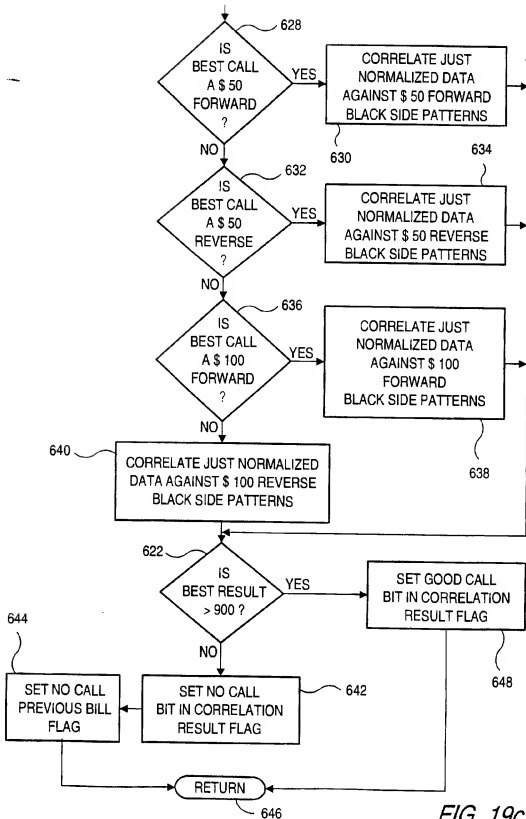 628
IS
BEST CALL
A $ 50
FORWARD
?
YES
CORRELATE JUST
NORMALIZED DATA
AGAINST $ 50 FORWARD
BLACK SIDE PATTERNS
630
NO
632
634
IS
BEST CALL
A $ 50
REVERSE
?
YES
CORRELATE JUST
NORMALIZED DATA
AGAINST $ 50 REVERSE
BLACK SIDE PATTERNS
NO
636
IS
BEST CALL
A $ 100
FORWARD
?
YES
CORRELATE JUST
NORMALIZED DATA
AGAINST $ 100
FORWARD
BLACK SIDE PATTERNS
638
NO
640
CORRELATE JUST NORMALIZED
DATA AGAINST $ 100 REVERSE
BLACK SIDE PATTERNS
622
IS
BEST RESULT
> 900 ?
YES
SET GOOD CALL
BIT IN CORRELATION
RESULT FLAG
648
NO
644
SET NO CALL
PREVIOUS BILL
FLAG
SET NO CALL
BIT IN CORRELATION
RESULT FLAG
642
RETURN
646
FIG. 19c